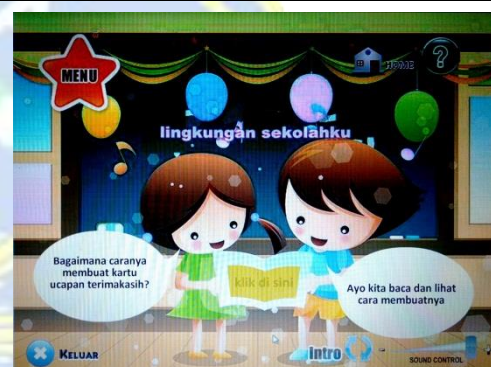 MENU
HOME
?
lingkungan sekolahku
Bagaimana caranya
membuat kartu
ucapan terimakasih?
klik di sini
Ayo kita baca dan lihat
cara membuatnya
X KELUAR
Intro
SOUND CONTROL